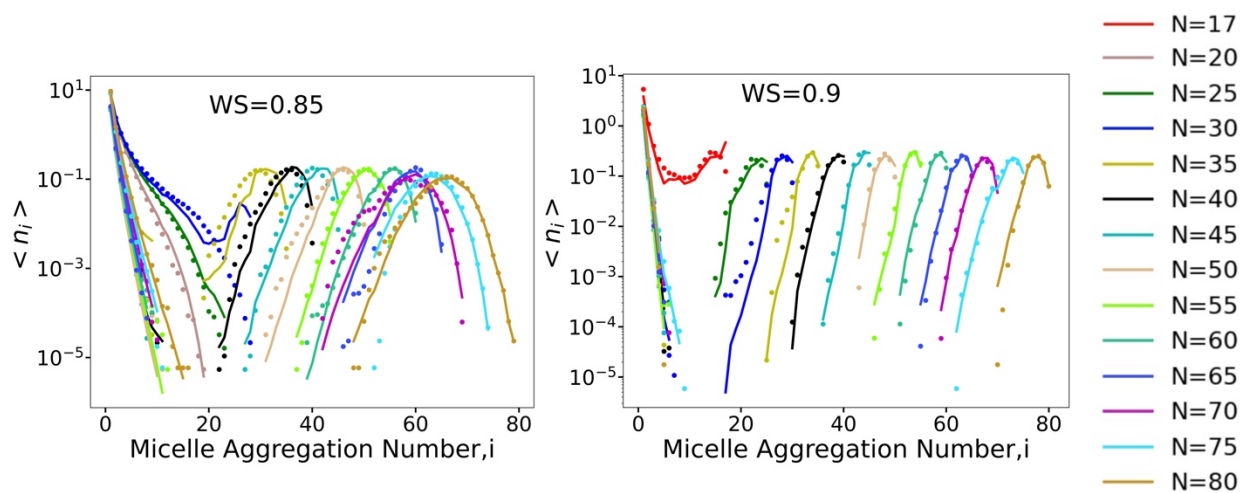 WS=0.85
10^1
10^-1
10^-3
10^-5
< n_i >
0 20 40 60 80
Micelle Aggregation Number,i
WS=0.9
10^1
10^0
10^-1
10^-2
10^-3
10^-4
10^-5
< n_i >
0 20 40 60 80
Micelle Aggregation Number,i
N=17
N=20
N=25
N=30
N=35
N=40
N=45
N=50
N=55
N=60
N=65
N=70
N=75
N=80